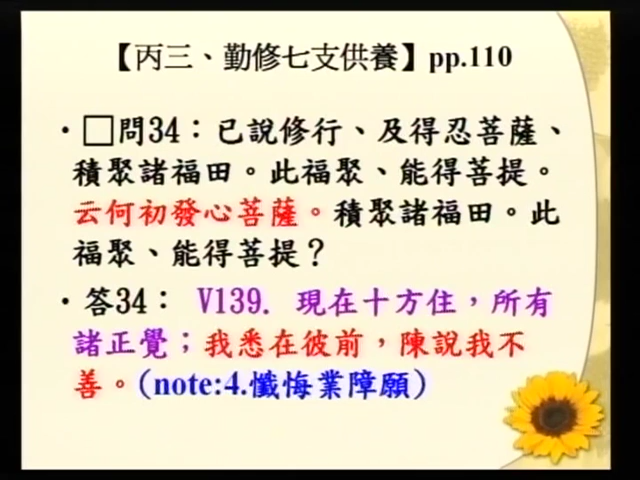 【丙三、勤修七支供養】pp.110
·□問34：已說修行、及得忍菩薩、
積聚諸福田。此福聚、能得菩提。
云何初發心菩薩。積聚諸福田。此
福聚、能得菩提？
·答34： V139. 現在十方住，所有
諸正覺；我悉在彼前，陳說我不
善。(note:4.懺悔業障願)